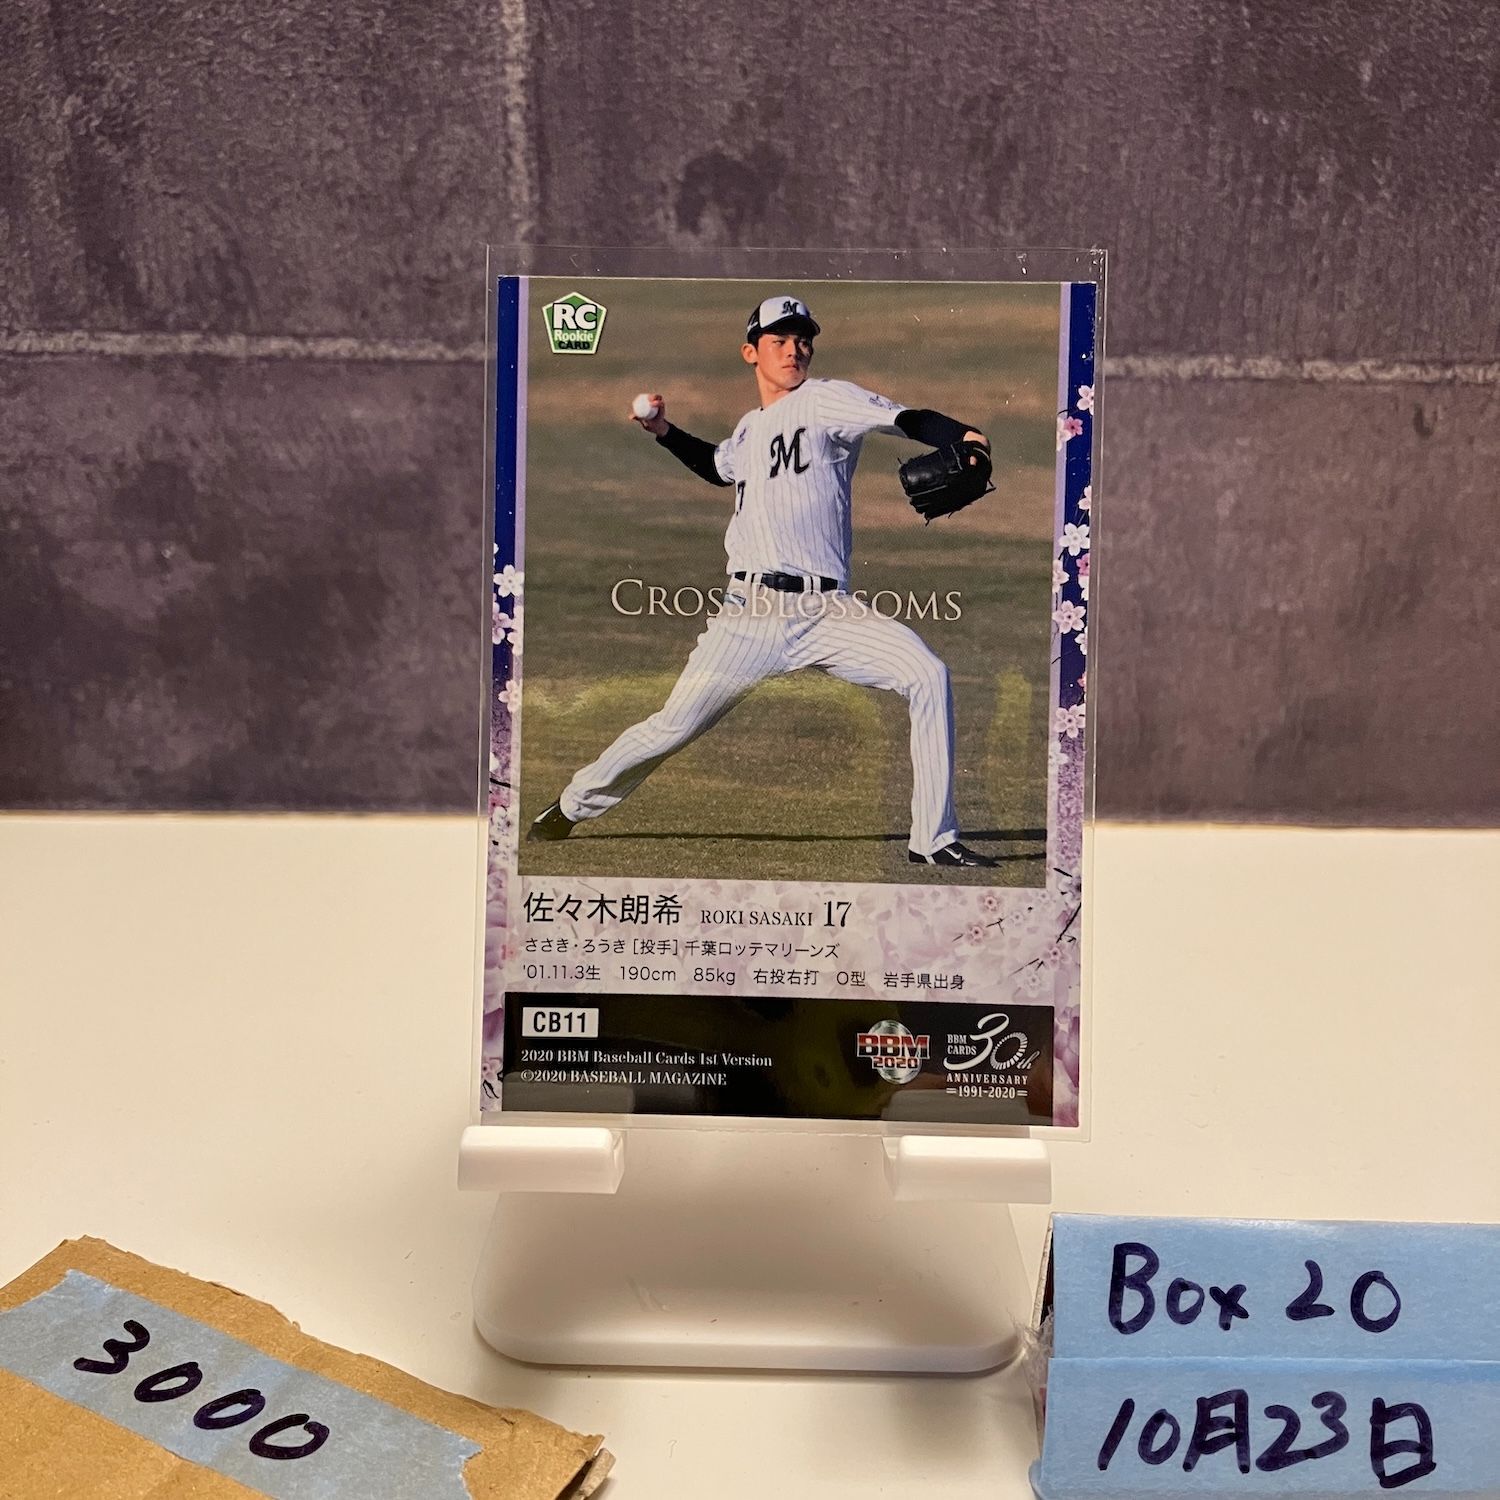 RC
Rookie
CARD
M
M
7
CROSSBLOSSOMS
佐々木朗希 ROKI SASAKI 17
ささき・ろうき [投手] 千葉ロッテマリーンズ
'01.11.3生 190cm 85kg 右投右打 O型 岩手県出身
CB11
2020 BBM Baseball Cards 1st Version
©2020 BASEBALL MAGAZINE
BBM
2020
BBM
CARDS
30th
ANNIVERSARY
1991-2020
3000
Box 20
10月23日